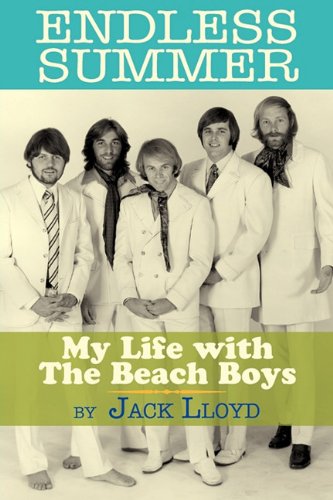 ENDLESS
SUMMER
My Life with
The Beach Boys
BY JACK LLOYD